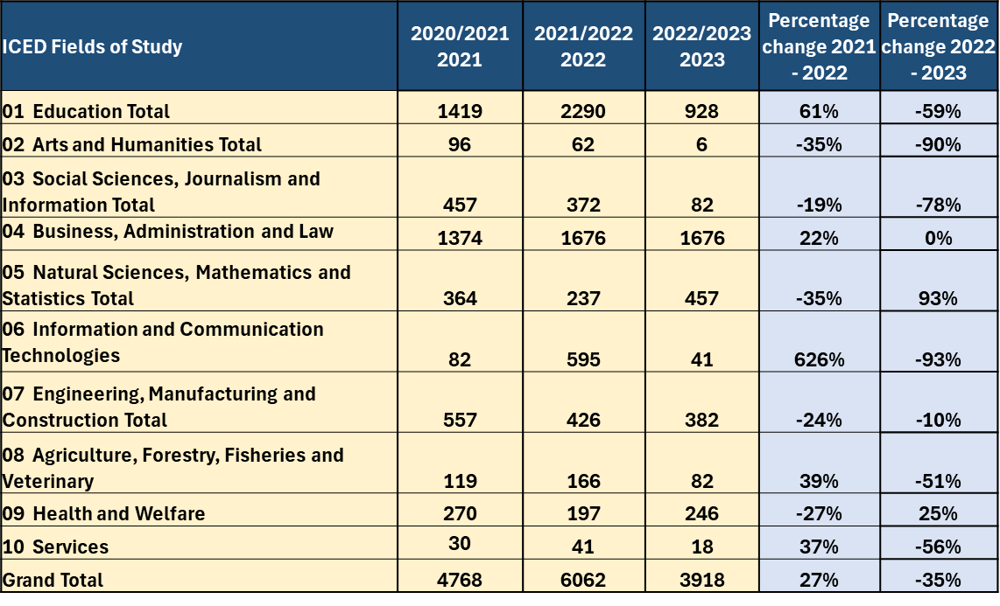 ICED Fields of Study 2020/2021 2021 2021/2022 2022 2022/2023 2023 Percentage change 2021 - 2022 Percentage change 2022 - 2023
01 Education Total 1419 2290 928 61% -59%
02 Arts and Humanities Total 96 62 6 -35% -90%
03 Social Sciences, Journalism and
Information Total 457 372 82 -19% -78%
04 Business, Administration and Law 1374 1676 1676 22% 0%
05 Natural Sciences, Mathematics and
Statistics Total 364 237 457 -35% 93%
06 Information and Communication
Technologies 82 595 41 626% -93%
07 Engineering, Manufacturing and
Construction Total 557 426 382 -24% -10%
08 Agriculture, Forestry, Fisheries and
Veterinary 119 166 82 39% -51%
09 Health and Welfare 270 197 246 -27% 25%
10 Services 30 41 18 37% -56%
Grand Total 4768 6062 3918 27% -35%